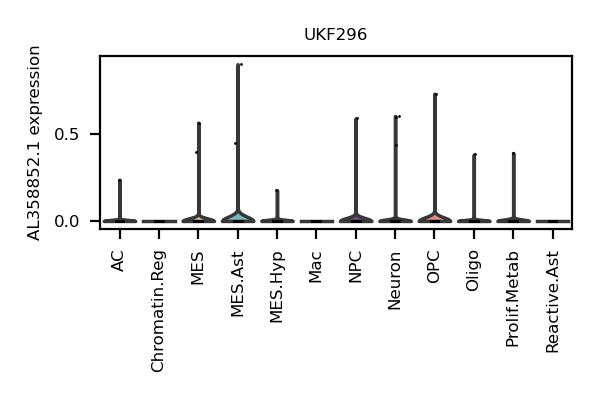 UKF296
AL358852.1 expression
0.5
0.0
AC
Chromatin.Reg
MES
MES.Ast
MES.Hyp
Mac
NPC
Neuron
OPC
Oligo
Prolif.Metab
Reactive.Ast